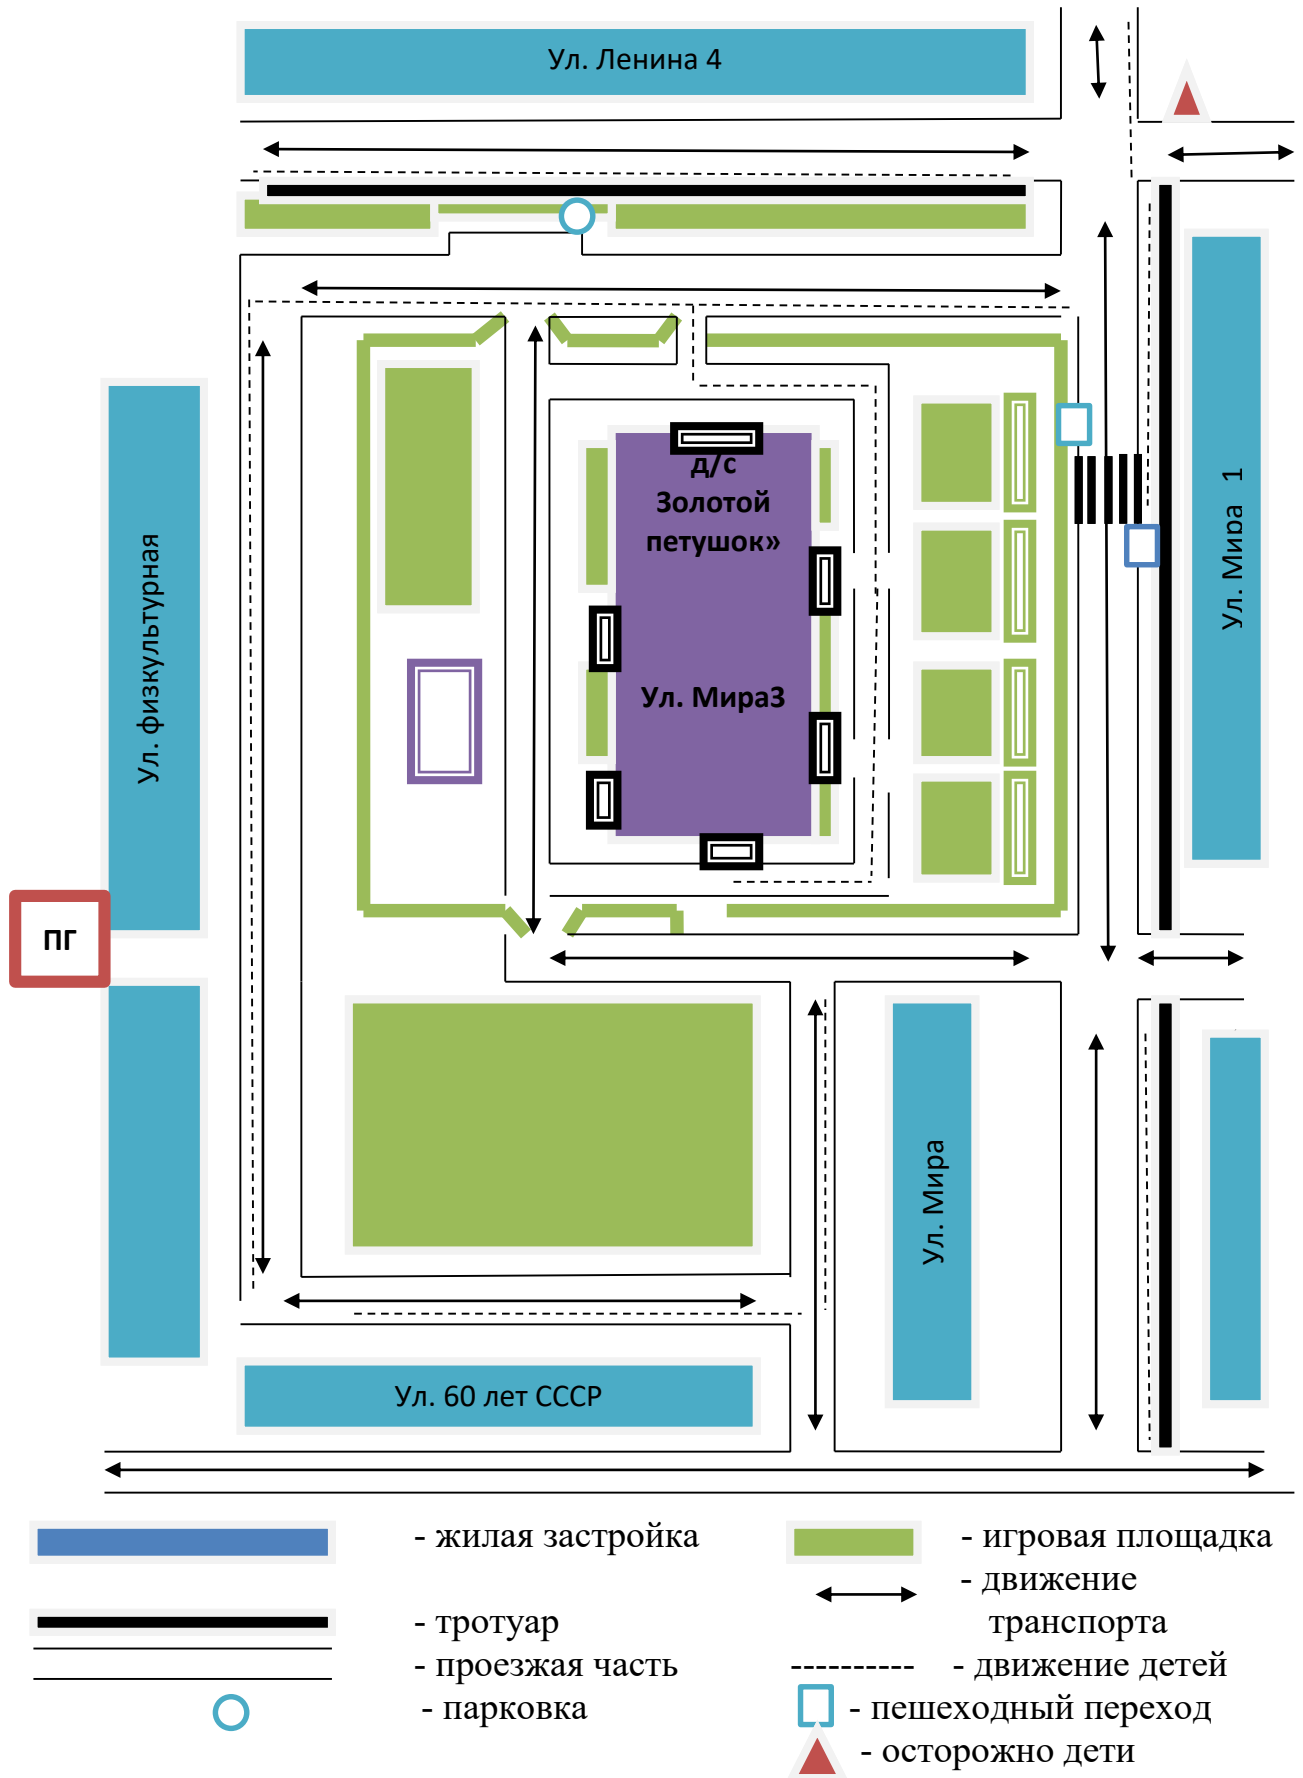 Ул. Ленина 4
д/с
Золотой
петушок»
Ул. Мира 1
Ул. физкультурная
Ул. Мира3
ПГ
Ул. Мира
Ул. 60 лет СССР
- жилая застройка
- игровая площадка
- движение
транспорта
- тротуар
- проезжая часть
- движение детей
- парковка
- пешеходный переход
- осторожно дети